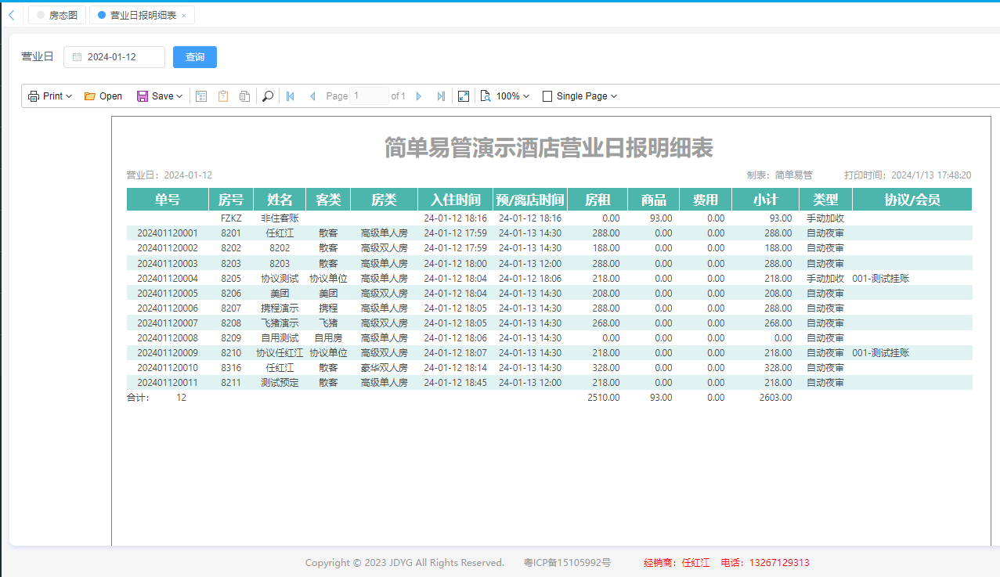 房态图 营业日报明细表 ×
营业日 2024-01-12 查询
Print Open Save Page 1 of 1 100% Single Page
简单易管演示酒店营业日报明细表
营业日：2024-01-12 制表：简单易管 打印时间：2024/1/13 17:48:20
单号 房号 姓名 客类 房类 入住时间 预/离店时间 房租 商品 费用 小计 类型 协议/会员
FZKZ 非住客账 24-01-12 18:16 24-01-12 18:16 0.00 93.00 0.00 93.00 手动加收
202401120001 8201 任红江 散客 高级单人房 24-01-12 17:59 24-01-13 14:30 288.00 0.00 0.00 288.00 自动夜审
202401120002 8202 8202 散客 高级双人房 24-01-12 17:59 24-01-13 14:30 188.00 0.00 0.00 188.00 自动夜审
202401120003 8203 8203 散客 高级单人房 24-01-12 18:00 24-01-13 12:00 288.00 0.00 0.00 288.00 自动夜审
202401120004 8205 协议测试 协议单位 高级单人房 24-01-12 18:04 24-01-12 18:06 218.00 0.00 0.00 218.00 手动加收 001-测试挂账
202401120005 8206 美团 美团 高级双人房 24-01-12 18:04 24-01-13 14:30 208.00 0.00 0.00 208.00 自动夜审
202401120006 8207 携程演示 携程 高级单人房 24-01-12 18:05 24-01-13 14:30 288.00 0.00 0.00 288.00 自动夜审
202401120007 8208 飞猪演示 飞猪 高级双人房 24-01-12 18:05 24-01-13 14:30 268.00 0.00 0.00 268.00 自动夜审
202401120008 8209 自用测试 自用房 高级单人房 24-01-12 18:06 24-01-13 14:30 0.00 0.00 0.00 0.00 自动夜审
202401120009 8210 协议任红江 协议单位 高级双人房 24-01-12 18:07 24-01-13 14:30 218.00 0.00 0.00 218.00 自动夜审 001-测试挂账
202401120010 8316 任红江 散客 豪华双人房 24-01-12 18:14 24-01-13 14:30 328.00 0.00 0.00 328.00 自动夜审
202401120011 8211 测试预定 散客 高级单人房 24-01-12 18:45 24-01-13 12:00 218.00 0.00 0.00 218.00 自动夜审
合计： 12 2510.00 93.00 0.00 2603.00
Copyright © 2023 JDYG All Rights Reserved. 粤ICP备15105992号 经销商：任红江 电话：13267129313